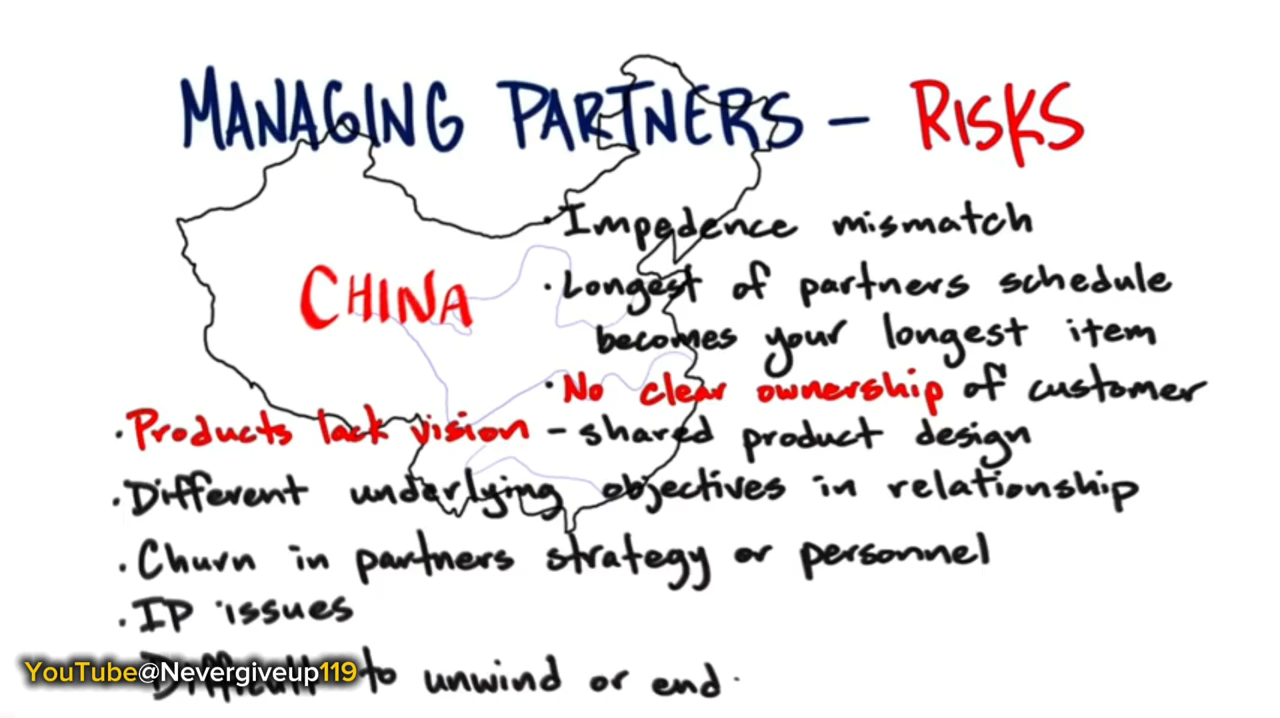 MANAGING PARTNERS - RISKS
CHINA
· Impedence mismatch
· Longest of partners schedule
becomes your longest item
· No clear ownership of customer
· Products lack vision - shared product design
· Different underlying objectives in relationship
· Churn in partners strategy or personnel
· IP issues
· Difficult to unwind or end
YouTube@Nevergiveup119